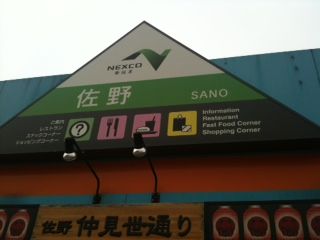 NEXCO
東日本
佐野
SANO
ご案内
レストラン
スナックコーナー
ショッピングコーナー
?
Information
Restaurant
Fast Food Corner
Shopping Corner
佐野 仲見世通り